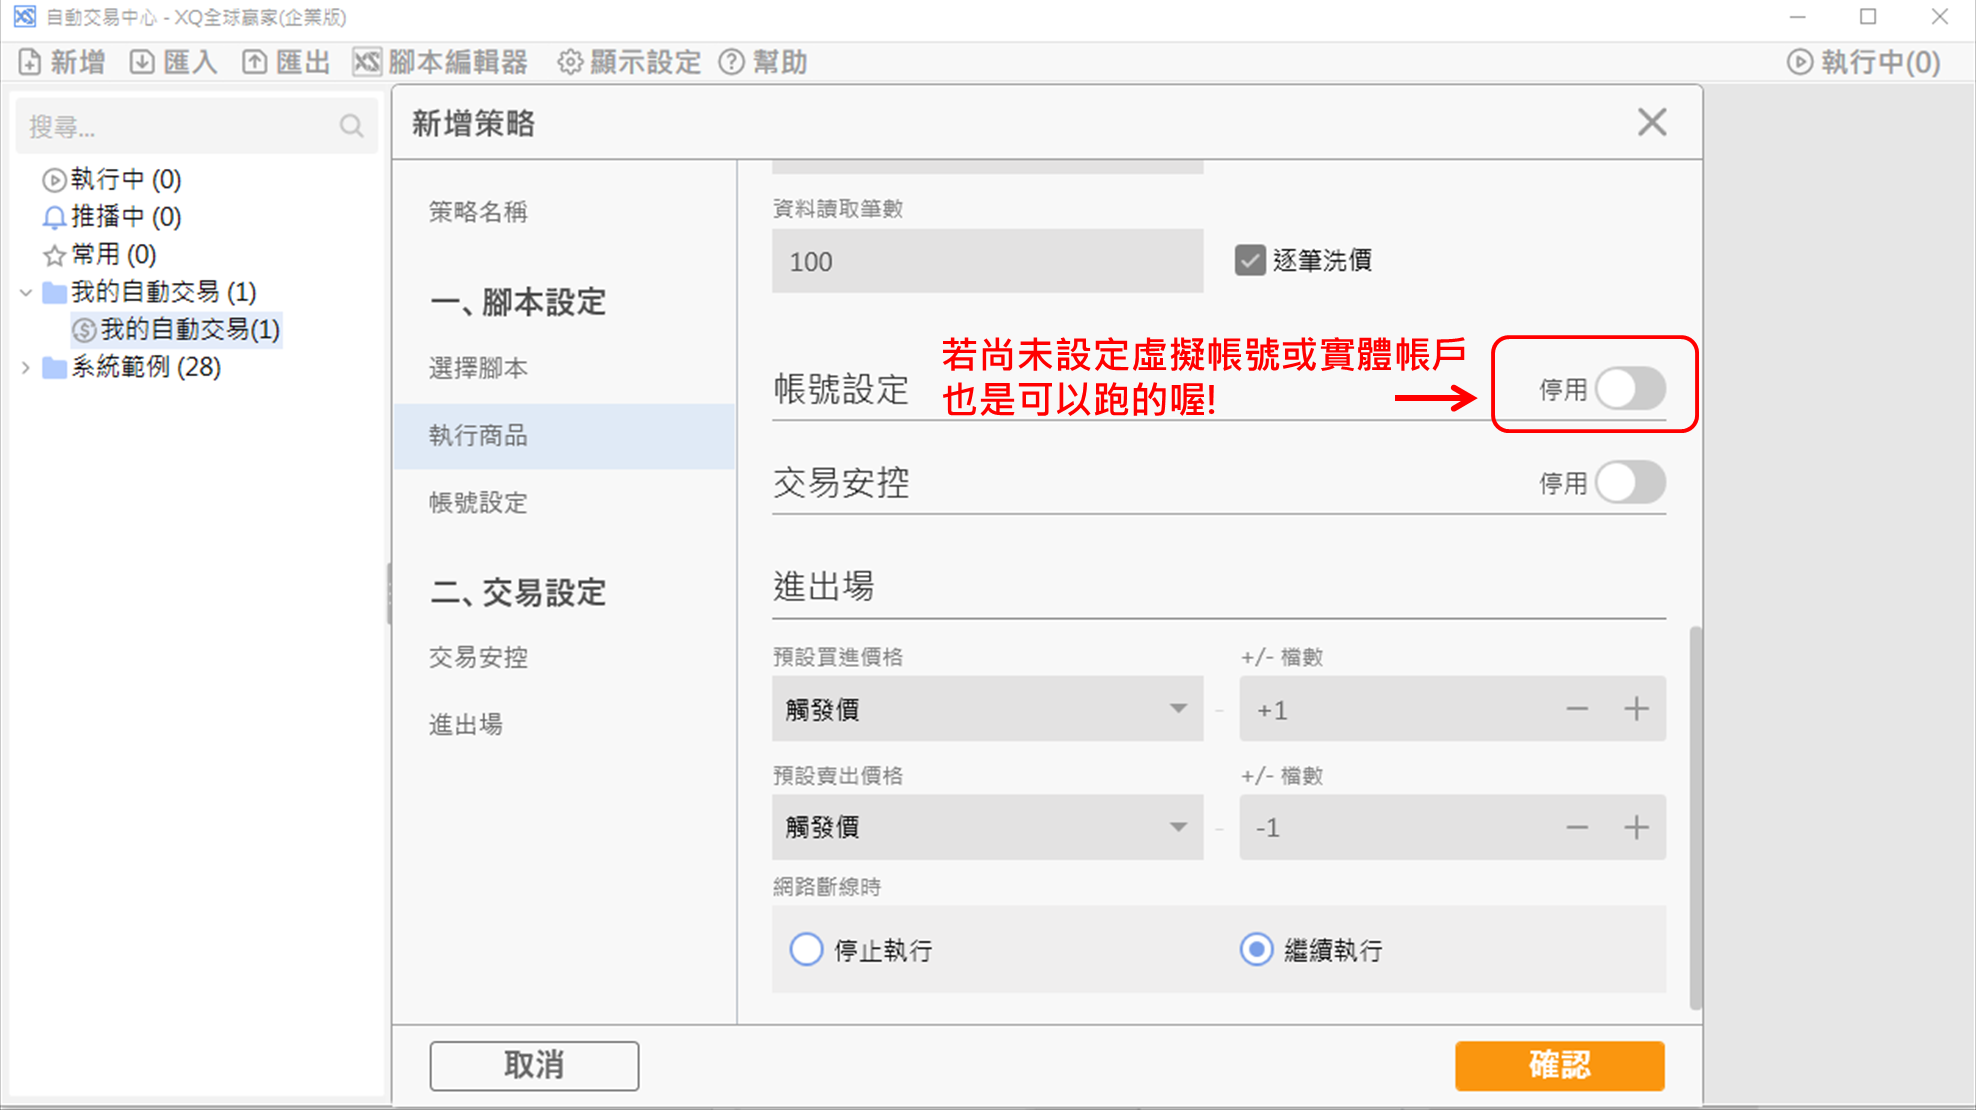 自動交易中心 - XQ全球贏家(企業版)
新增 匯入 匯出 XS 腳本編輯器 顯示設定 幫助 執行中(0)
搜尋...
執行中 (0)
推播中 (0)
常用 (0)
我的自動交易 (1)
我的自動交易(1)
系統範例 (28)
新增策略
策略名稱
一、腳本設定
選擇腳本
執行商品
帳號設定
二、交易設定
交易安控
進出場
資料讀取筆數
100
逐筆洗價
帳號設定
若尚未設定虛擬帳號或實體帳戶
也是可以跑的喔!
停用
交易安控
停用
進出場
預設買進價格
+/- 檔數
觸發價
-
+1
預設賣出價格
+/- 檔數
觸發價
-
-1
網路斷線時
停止執行
繼續執行
取消
確認